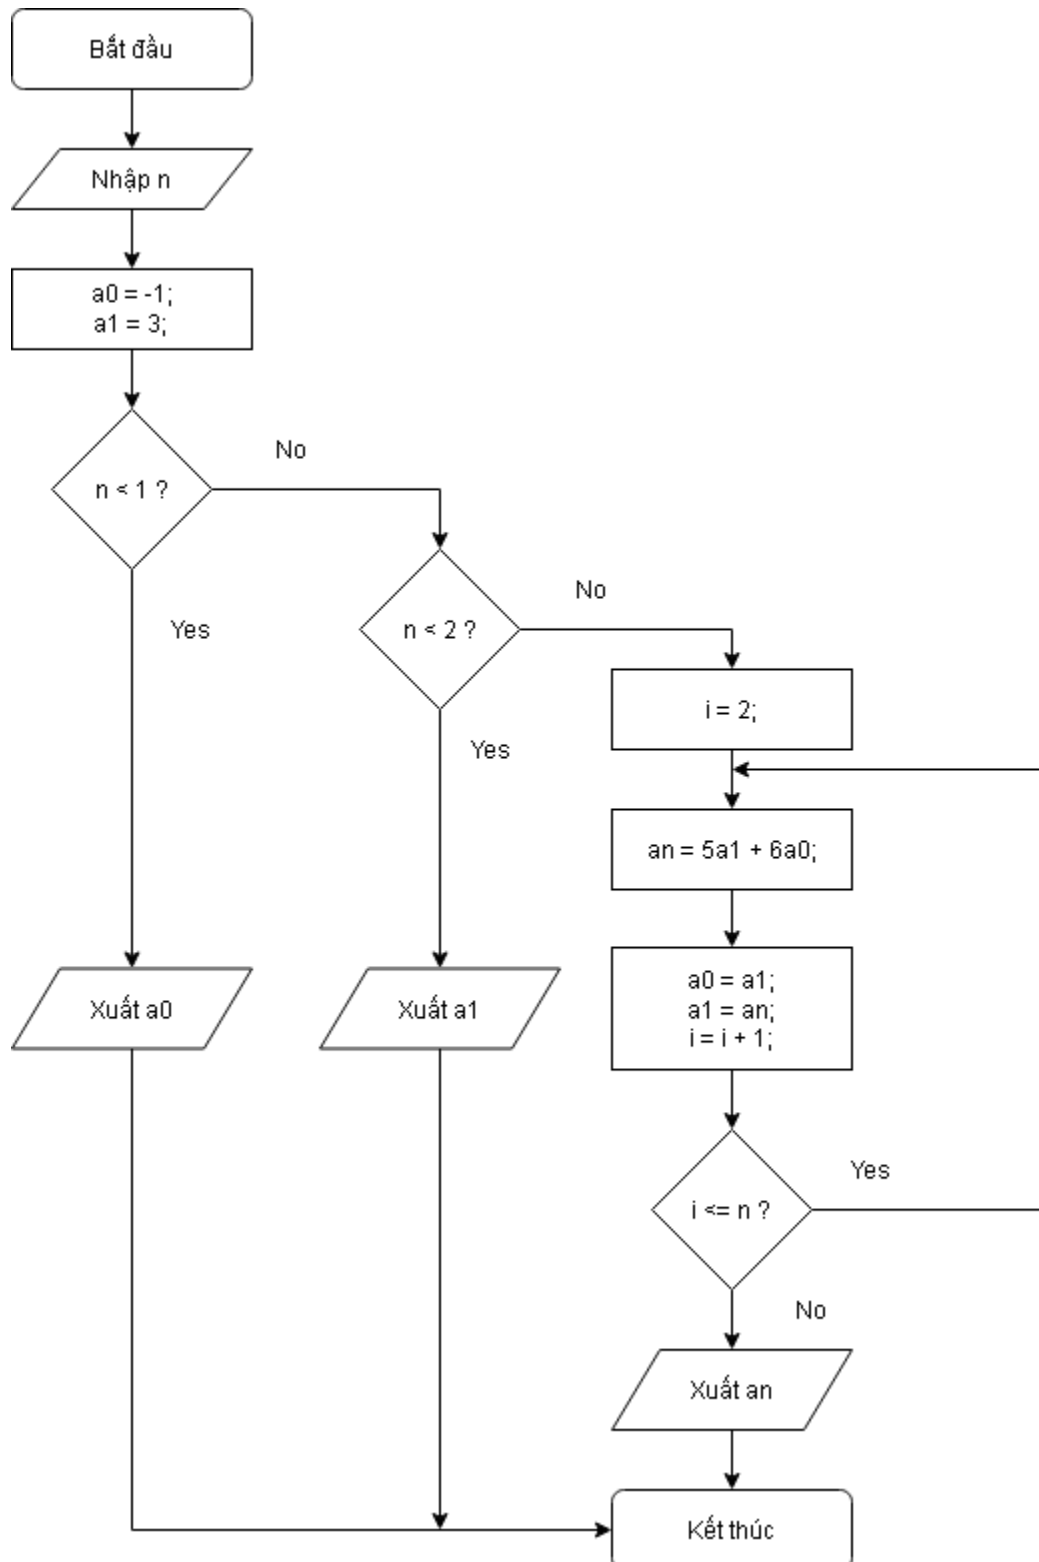 Bắt đầu
Nhập n
a0 = -1;
a1 = 3;
n < 1 ?
No
Yes
n < 2 ?
No
Yes
i = 2;
an = 5a1 + 6a0;
Xuất a0
Xuất a1
a0 = a1;
a1 = an;
i = i + 1;
i <= n ?
Yes
No
Xuất an
Kết thúc